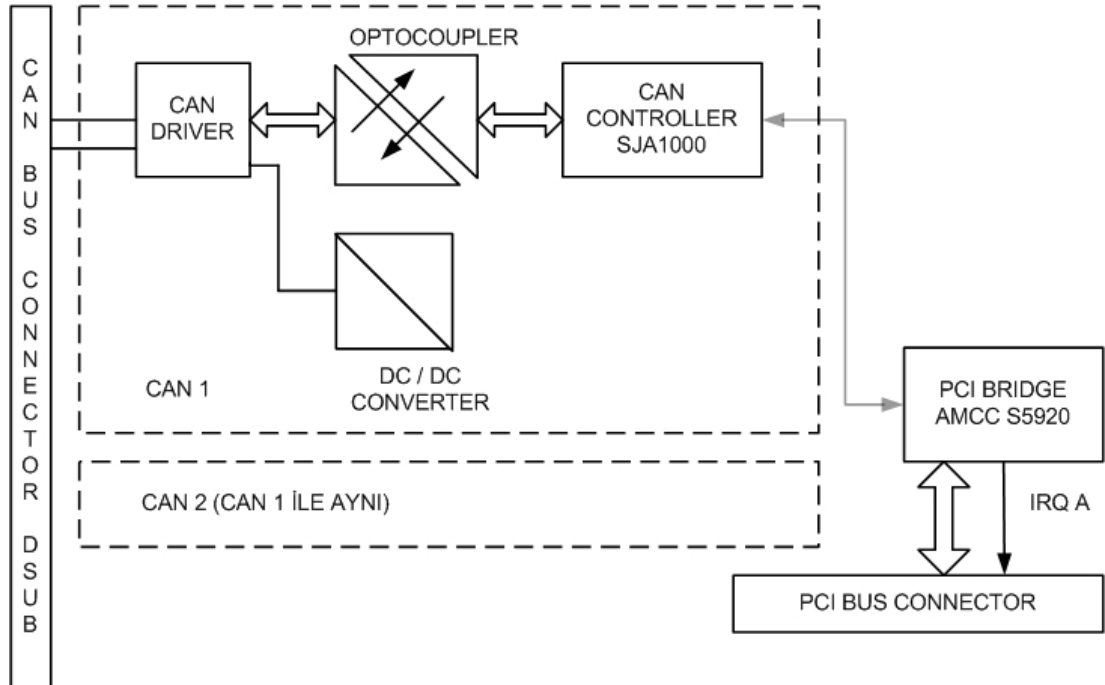 CAN BUS CONNECTOR DSUB
OPTOCOUPLER
CAN
DRIVER
CAN
CONTROLLER
SJA1000
DC / DC
CONVERTER
CAN 1
PCI BRIDGE
AMCC S5920
CAN 2 (CAN 1 İLE AYNI)
IRQ A
PCI BUS CONNECTOR